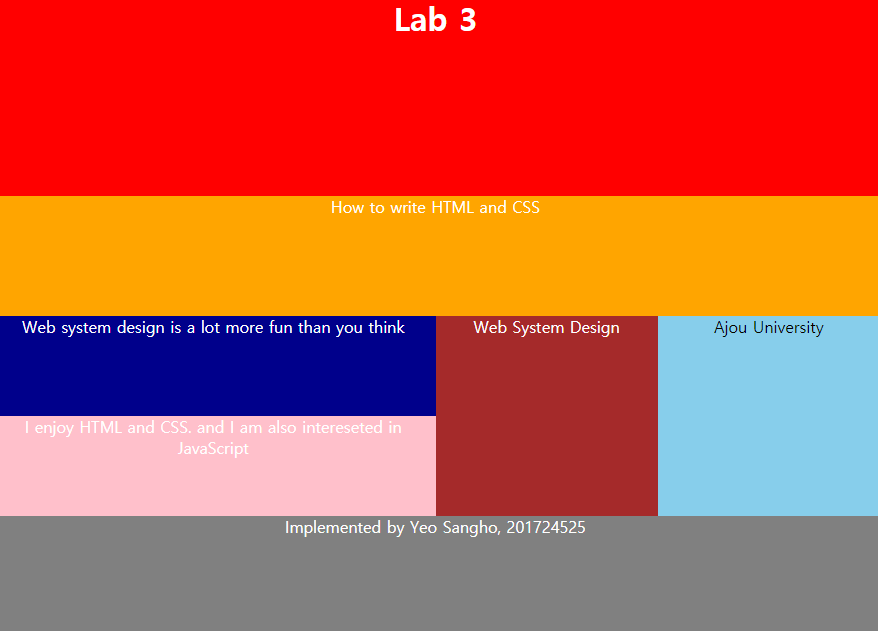 Lab 3
How to write HTML and CSS
Web system design is a lot more fun than you think
Web System Design
Ajou University
I enjoy HTML and CSS. and I am also intereseted in
JavaScript
Implemented by Yeo Sangho, 201724525